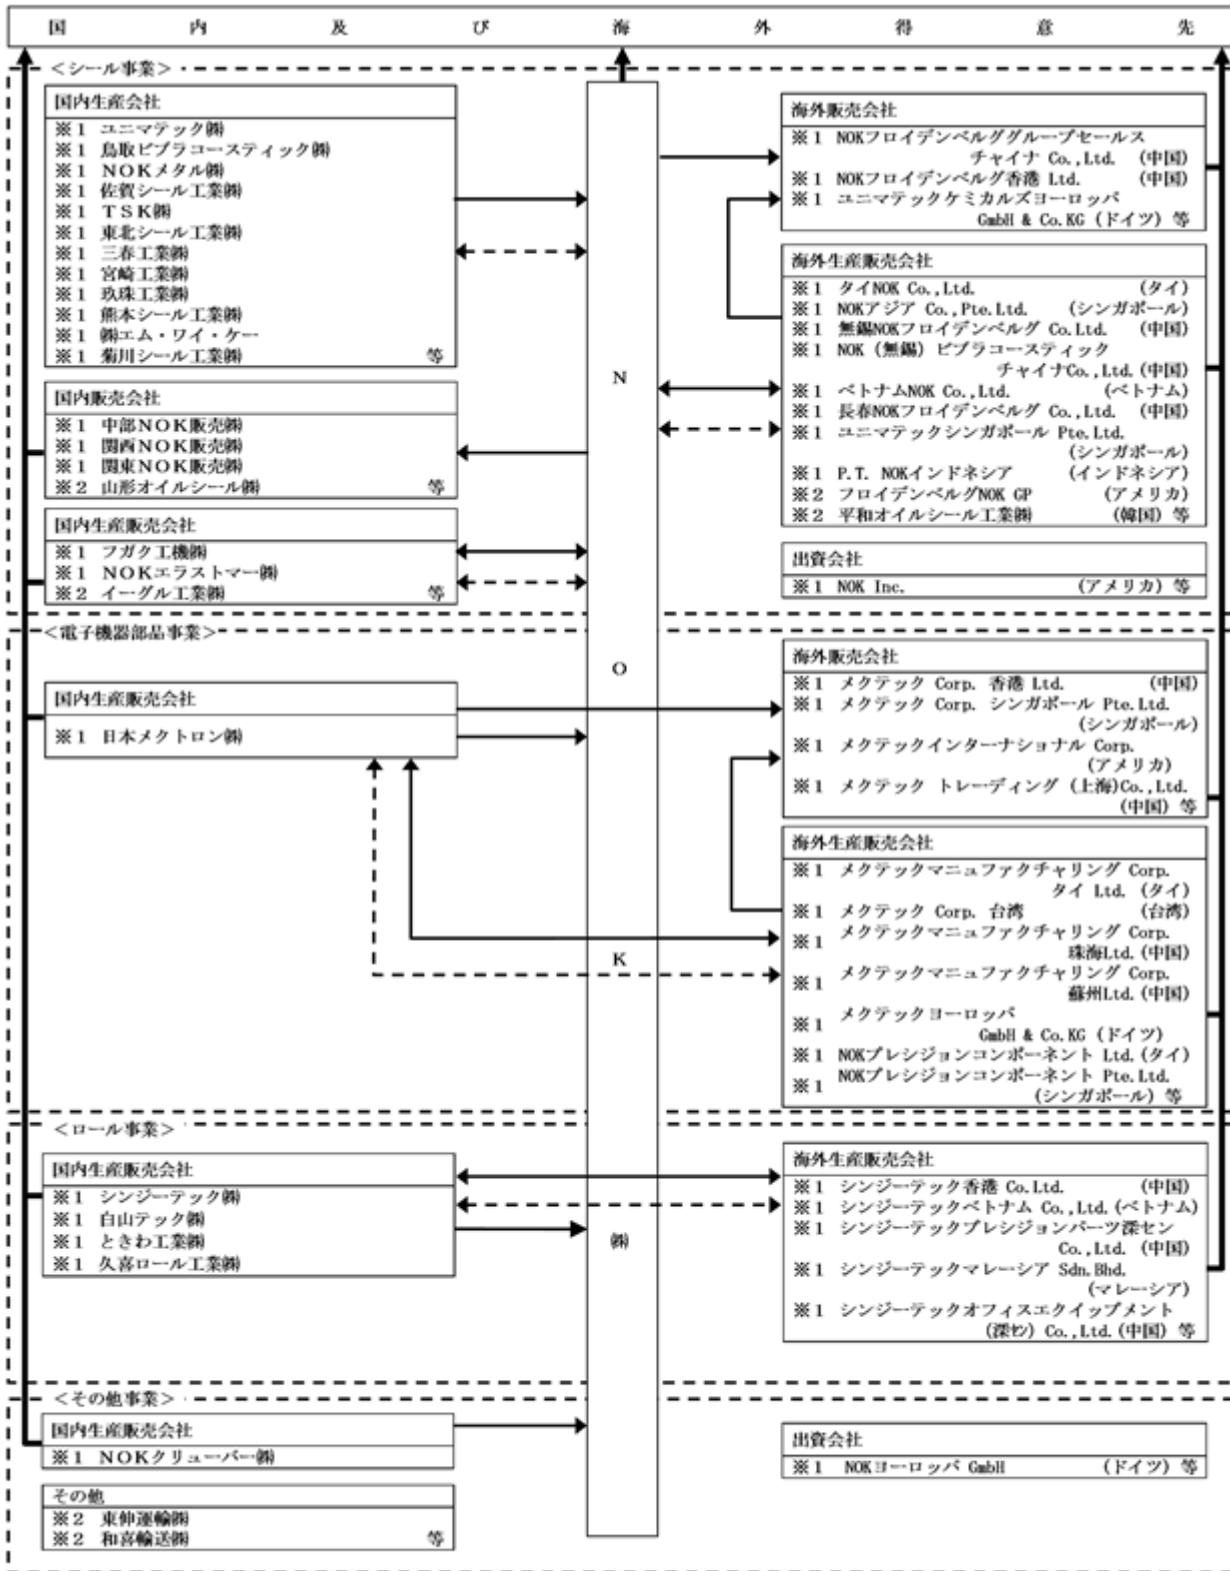 国内及び海外得意先
<シール事業>
国内生産会社
※1 ユニマテック㈱
※1 鳥取ビブラコースティック㈱
※1 NOKメタル㈱
※1 佐賀シール工業㈱
※1 TSK㈱
※1 東北シール工業㈱
※1 三春工業㈱
※1 宮崎工業㈱
※1 玖珠工業㈱
※1 熊本シール工業㈱
※1 ㈱エム・ワイ・ケー
※1 菊川シール工業㈱ 等
国内販売会社
※1 中部NOK販売㈱
※1 関西NOK販売㈱
※1 関東NOK販売㈱
※2 山形オイルシール㈱ 等
国内生産販売会社
※1 フガク工機㈱
※1 NOKエラストマー㈱
※2 イーグル工業㈱ 等
NOK㈱
海外販売会社
※1 NOKフロイデンベルググループセールス
チャイナ Co.,Ltd. (中国)
※1 NOKフロイデンベルグ香港 Ltd. (中国)
※1 ユニマテックケミカルズヨーロッパ
GmbH & Co.KG (ドイツ) 等
海外生産販売会社
※1 タイNOK Co.,Ltd. (タイ)
※1 NOKアジア Co.,Pte.Ltd. (シンガポール)
※1 無錫NOKフロイデンベルグ Co.Ltd. (中国)
※1 NOK (無錫) ビブラコースティック
チャイナCo.,Ltd. (中国)
※1 ベトナムNOK Co.,Ltd. (ベトナム)
※1 長春NOKフロイデンベルグ Co.,Ltd. (中国)
※1 ユニマテックシンガポール Pte.Ltd.
(シンガポール)
※1 P.T. NOKインドネシア (インドネシア)
※2 フロイデンベルグNOK GP (アメリカ)
※2 平和オイルシール工業㈱ (韓国) 等
出資会社
※1 NOK Inc. (アメリカ) 等
<電子機器部品事業>
国内生産販売会社
※1 日本メクトロン㈱
海外販売会社
※1 メクテック Corp. 香港 Ltd. (中国)
※1 メクテック Corp. シンガポール Pte.Ltd.
(シンガポール)
※1 メクテックインターナショナル Corp.
(アメリカ)
※1 メクテック トレーディング (上海)Co.,Ltd.
(中国) 等
海外生産販売会社
※1 メクテックマニュファクチャリング Corp.
タイ Ltd. (タイ)
※1 メクテック Corp. 台湾 (台湾)
※1 メクテックマニュファクチャリング Corp.
珠海Ltd. (中国)
※1 メクテックマニュファクチャリング Corp.
蘇州Ltd. (中国)
※1 メクテックヨーロッパ
GmbH & Co.KG (ドイツ)
※1 NOKプレシジョンコンポーネント Ltd. (タイ)
※1 NOKプレシジョンコンポーネント Pte.Ltd.
(シンガポール) 等
<ロール事業>
国内生産販売会社
※1 シンジーテック㈱
※1 白山テック㈱
※1 ときわ工業㈱
※1 久喜ロール工業㈱
海外生産販売会社
※1 シンジーテック香港 Co.Ltd. (中国)
※1 シンジーテックベトナム Co.,Ltd. (ベトナム)
※1 シンジーテックプレシジョンパーツ深セン
Co.,Ltd. (中国)
※1 シンジーテックマレーシア Sdn.Bhd.
(マレーシア)
※1 シンジーテックオフィスエクイップメント
(深セン) Co.,Ltd. (中国) 等
<その他事業>
国内生産販売会社
※1 NOKクリューバー㈱
その他
※2 東伸運輸㈱
※2 和喜輸送㈱ 等
出資会社
※1 NOKヨーロッパ GmbH (ドイツ) 等